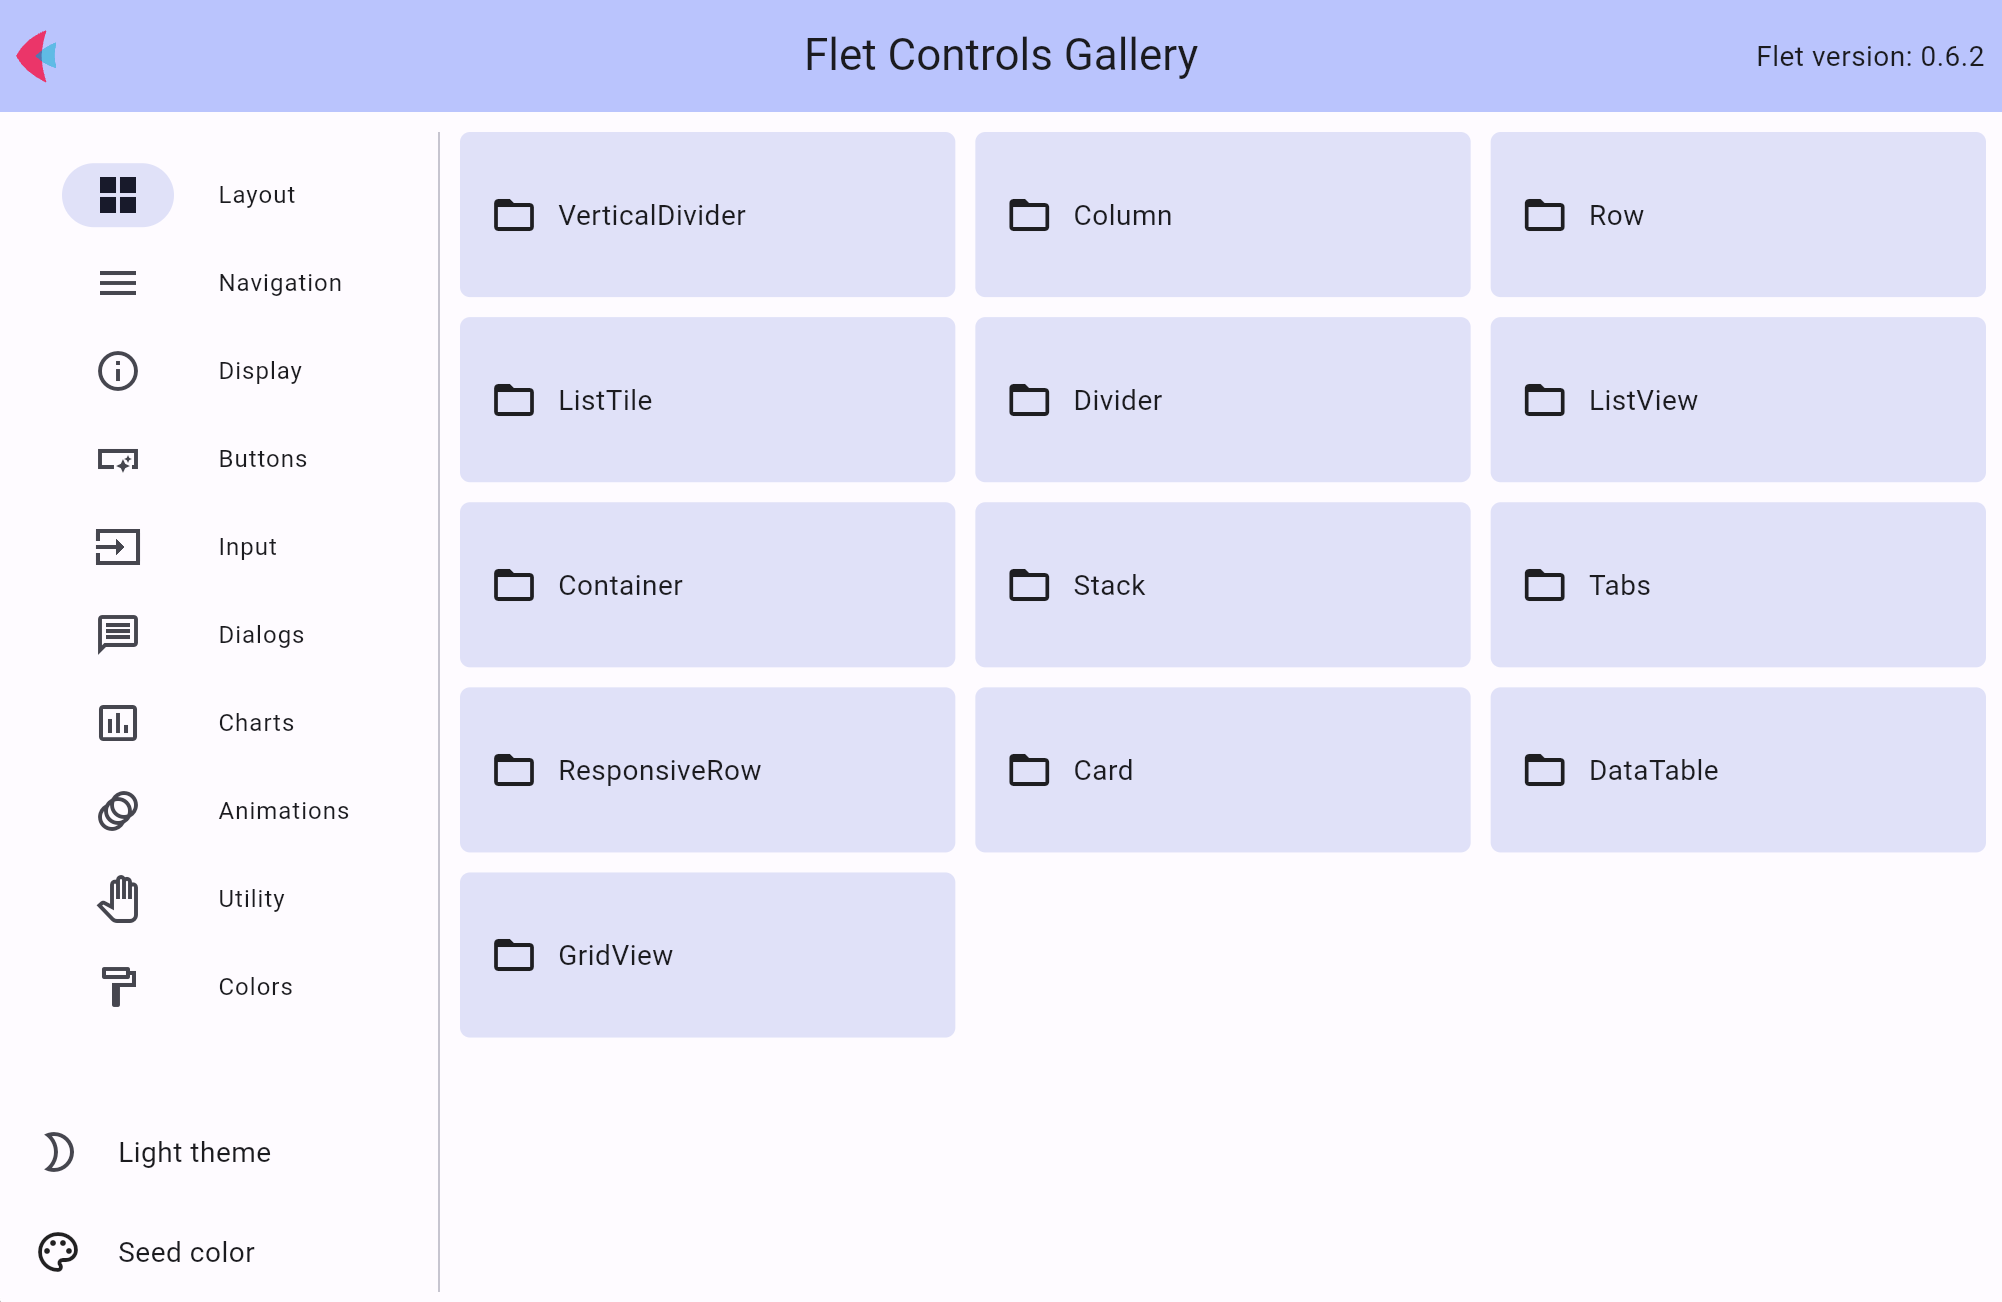 Flet Controls Gallery
Flet version: 0.6.2
Layout
Navigation
Display
Buttons
Input
Dialogs
Charts
Animations
Utility
Colors
Light theme
Seed color
VerticalDivider
Column
Row
ListTile
Divider
ListView
Container
Stack
Tabs
ResponsiveRow
Card
DataTable
GridView